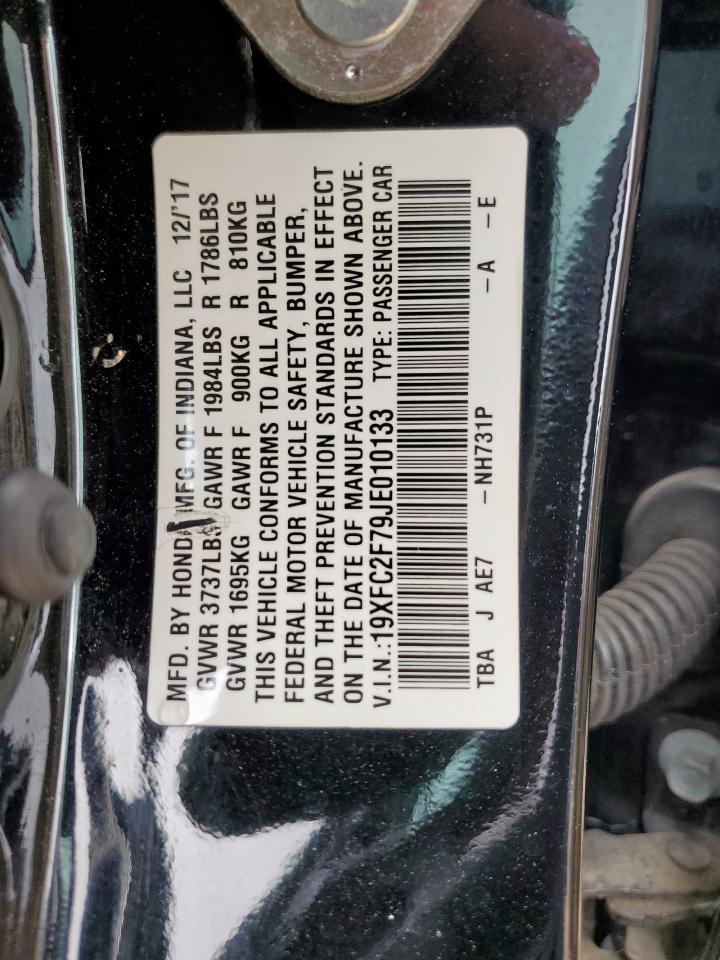 MFD. BY HONDA MFG. OF INDIANA, LLC 12/'17
GVWR 3737LBS GAWR F 1984LBS R 1786LBS
GVWR 1695KG GAWR F 900KG R 810KG
THIS VEHICLE CONFORMS TO ALL APPLICABLE
FEDERAL MOTOR VEHICLE SAFETY, BUMPER,
AND THEFT PREVENTION STANDARDS IN EFFECT
ON THE DATE OF MANUFACTURE SHOWN ABOVE.
V.I.N.:19XFC2F79JE010133 TYPE: PASSENGER CAR
TBA J AE7 -NH731P -A -E